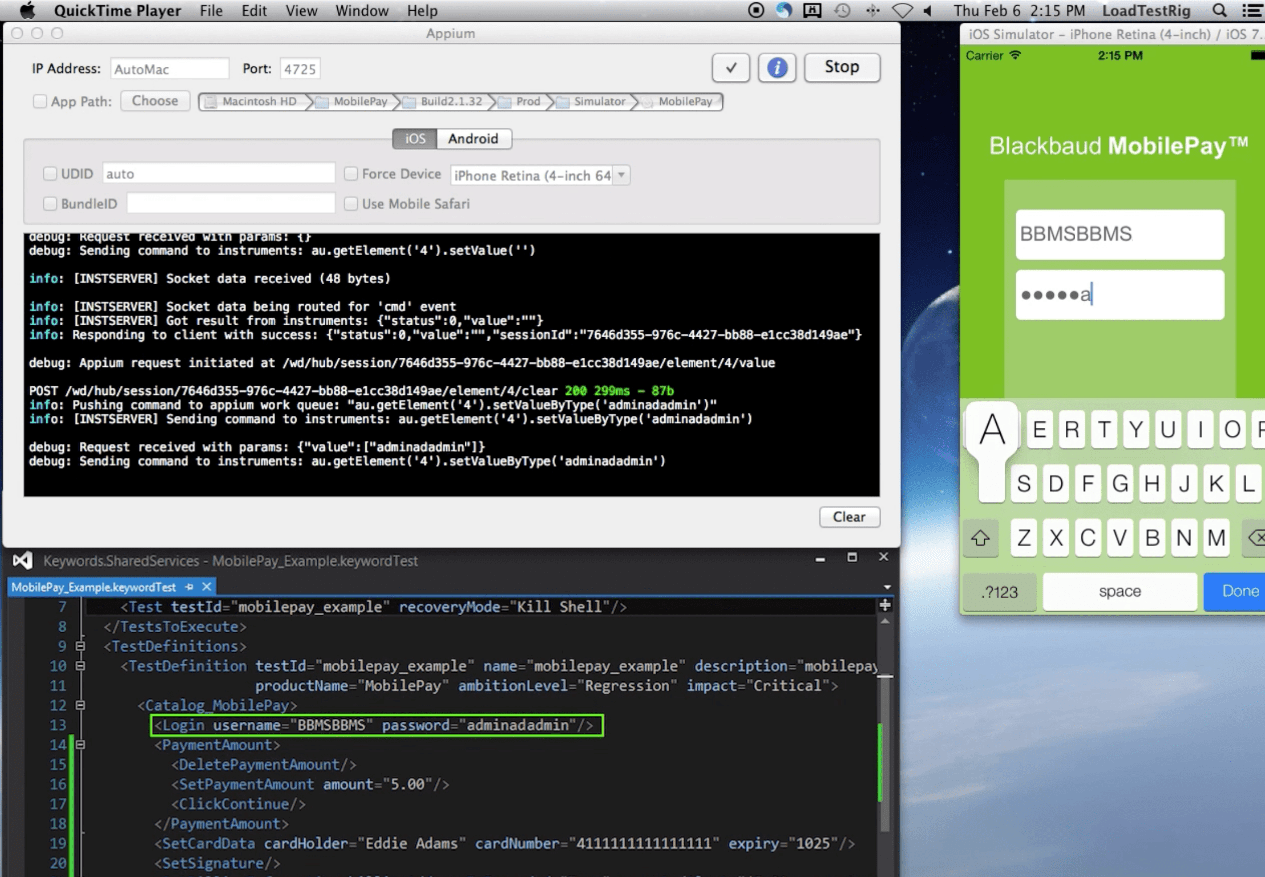 QuickTime Player File Edit View Window Help Thu Feb 6 2:15 PM LoadTestRig
Appium
IP Address: AutoMac Port: 4725 Stop
App Path: Choose Macintosh HD MobilePay Build2.1.32 Prod Simulator MobilePay
iOS Android
UDID auto Force Device iPhone Retina (4-inch 64
BundleID Use Mobile Safari
debug: Request received with params: {}
debug: Sending command to instruments: au.getElement('4').setValue('')
info: [INSTSERVER] Socket data received (48 bytes)
info: [INSTSERVER] Socket data being routed for 'cmd' event
info: [INSTSERVER] Got result from instruments: {"status":0,"value":""}
info: Responding to client with success: {"status":0,"value":"","sessionId":"7646d355-976c-4427-bb88-e1cc38d149ae"}
debug: Appium request initiated at /wd/hub/session/7646d355-976c-4427-bb88-e1cc38d149ae/element/4/value
POST /wd/hub/session/7646d355-976c-4427-bb88-e1cc38d149ae/element/4/clear 200 299ms - 87b
info: Pushing command to appium work queue: "au.getElement('4').setValueByType('adminadadmin')"
info: [INSTSERVER] Sending command to instruments: au.getElement('4').setValueByType('adminadadmin')
debug: Request received with params: {"value":["adminadadmin"]}
debug: Sending command to instruments: au.getElement('4').setValueByType('adminadadmin')
Clear
Keywords.SharedServices - MobilePay_Example.keywordTest
MobilePay_Example.keywordTest
7 <Test testId="mobilepay_example" recoveryMode="Kill Shell"/>
8 </TestsToExecute>
9 <TestDefinitions>
10 <TestDefinition testId="mobilepay_example" name="mobilepay_example" description="mobilepay
11 productName="MobilePay" ambitionLevel="Regression" impact="Critical">
12 <Catalog_MobilePay>
13 <Login username="BBMSBBMS" password="adminadadmin"/>
14 <PaymentAmount>
15 <DeletePaymentAmount/>
16 <SetPaymentAmount amount="5.00"/>
17 <ClickContinue/>
18 </PaymentAmount>
19 <SetCardData cardHolder="Eddie Adams" cardNumber="4111111111111111" expiry="1025"/>
20 <SetSignature/>
iOS Simulator - iPhone Retina (4-inch) / iOS 7.
Carrier 2:15 PM
Blackbaud MobilePay™
BBMSBBMS
•••••a
A E R T Y U I O
S D F G H J K L
Z X C V B N M
.?123 space Done